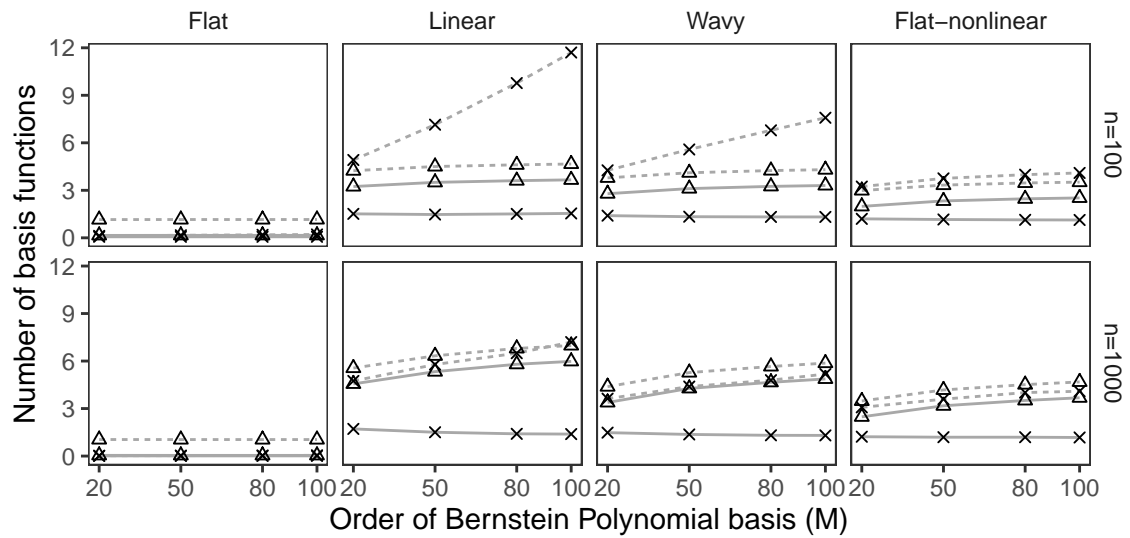 Flat Linear Wavy Flat−nonlinear
Number of basis functions
12
9
6
3
0
n=100
12
9
6
3
0
n=1000
20 50 80 100 20 50 80 100 20 50 80 100 20 50 80 100
Order of Bernstein Polynomial basis (M)